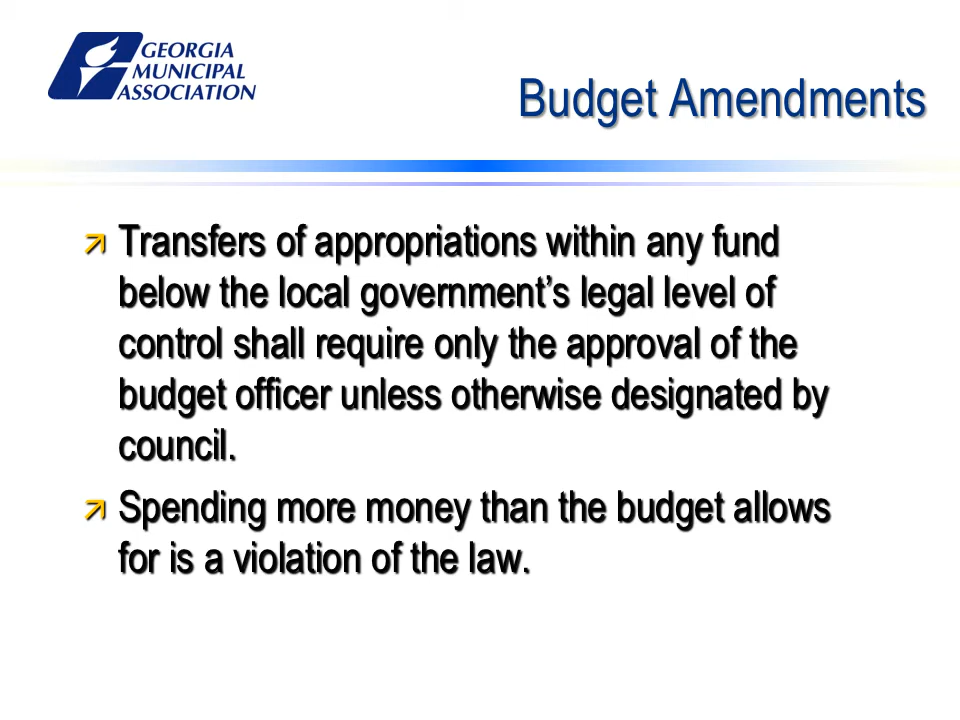 GEORGIA
MUNICIPAL
ASSOCIATION
Budget Amendments
Transfers of appropriations within any fund
below the local government’s legal level of
control shall require only the approval of the
budget officer unless otherwise designated by
council.
Spending more money than the budget allows
for is a violation of the law.